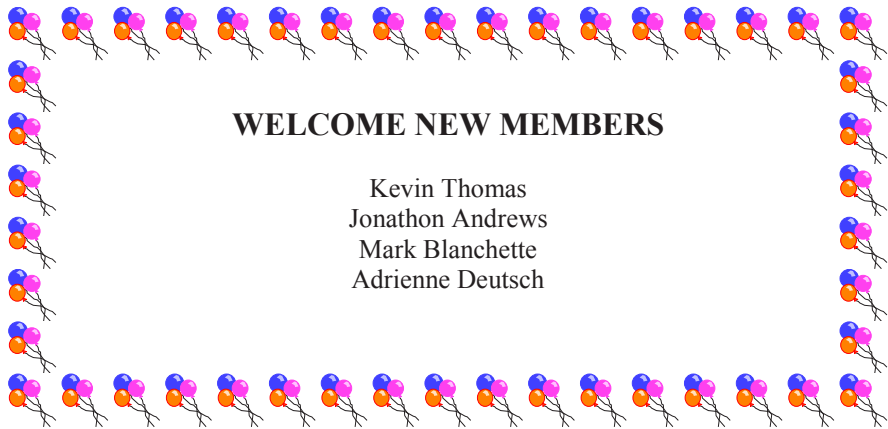 WELCOME NEW MEMBERS
Kevin Thomas
Jonathon Andrews
Mark Blanchette
Adrienne Deutsch